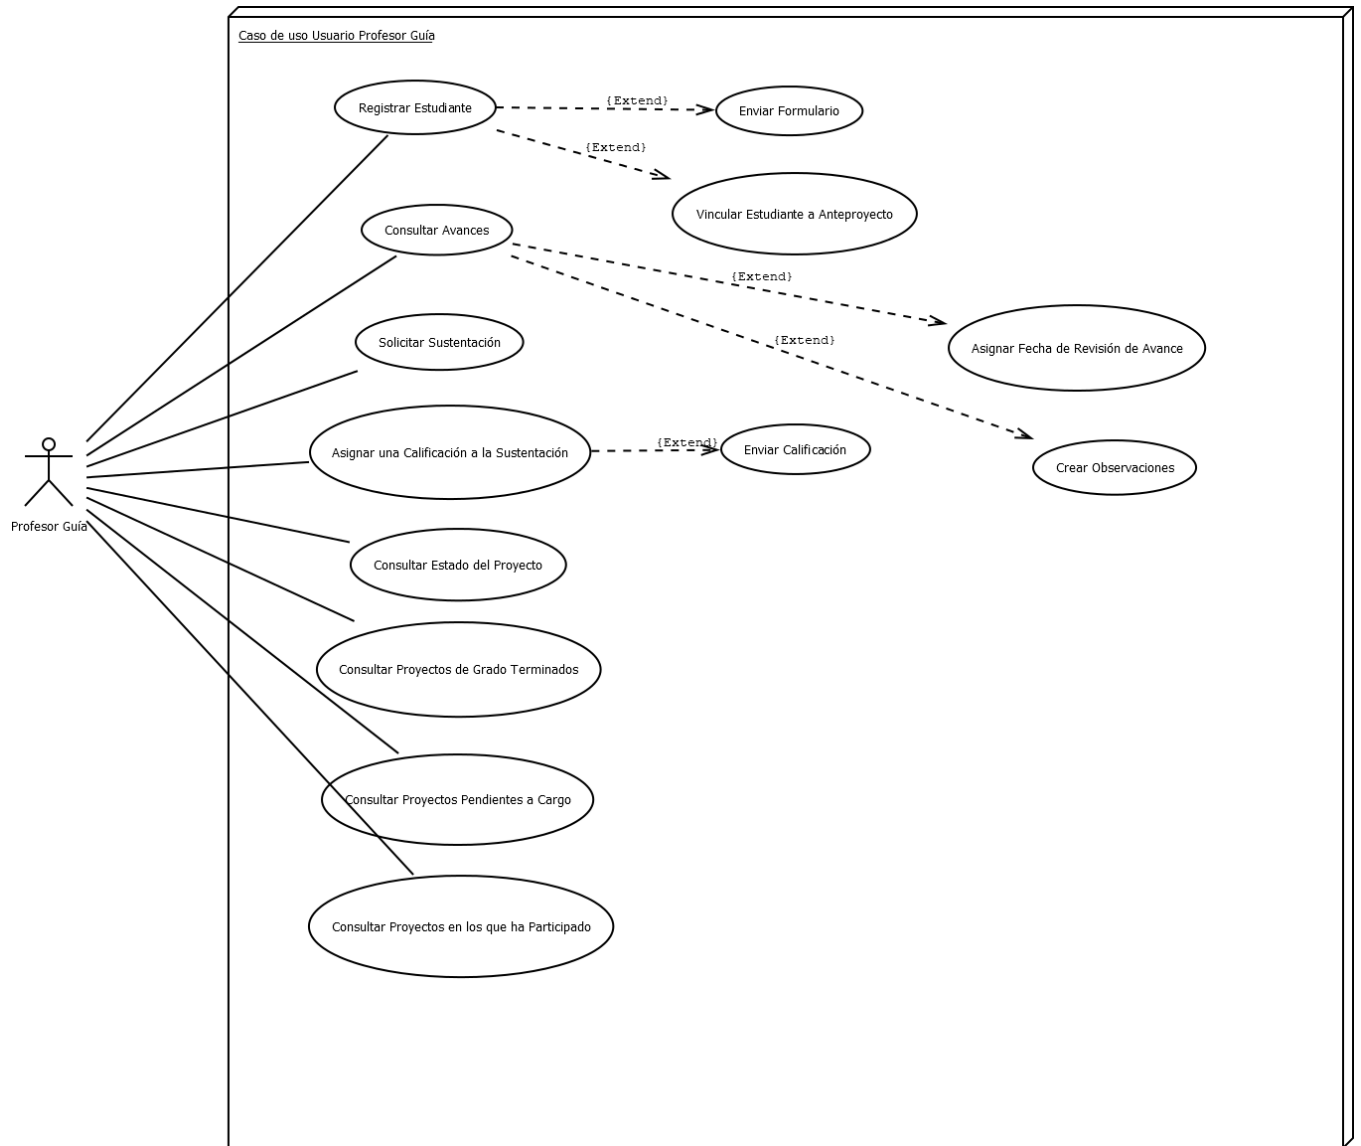 Caso de uso Usuario Profesor Guía
Registrar Estudiante
{Extend}
Enviar Formulario
{Extend}
Vincular Estudiante a Anteproyecto
Consultar Avances
{Extend}
Asignar Fecha de Revisión de Avance
{Extend}
Crear Observaciones
Solicitar Sustentación
Asignar una Calificación a la Sustentación
{Extend}
Enviar Calificación
Profesor Guía
Consultar Estado del Proyecto
Consultar Proyectos de Grado Terminados
Consultar Proyectos Pendientes a Cargo
Consultar Proyectos en los que ha Participado